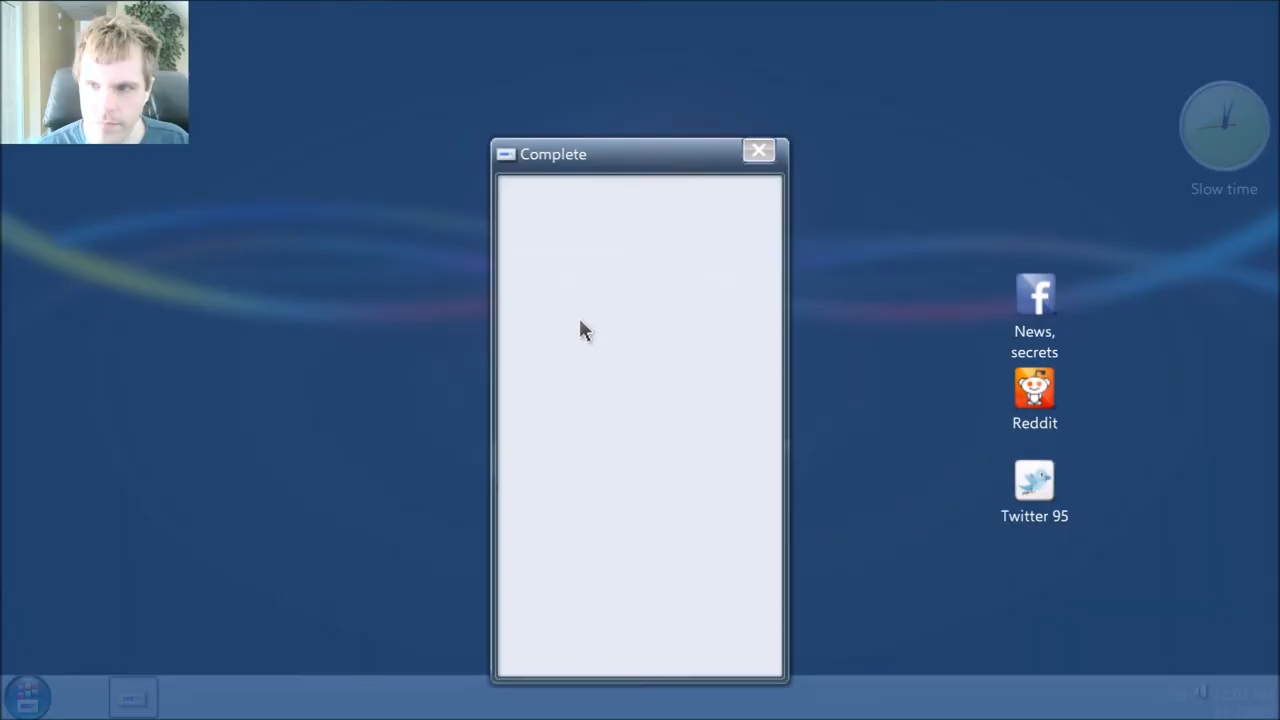 Complete
Slow time
News,
secrets
Reddit
Twitter 95